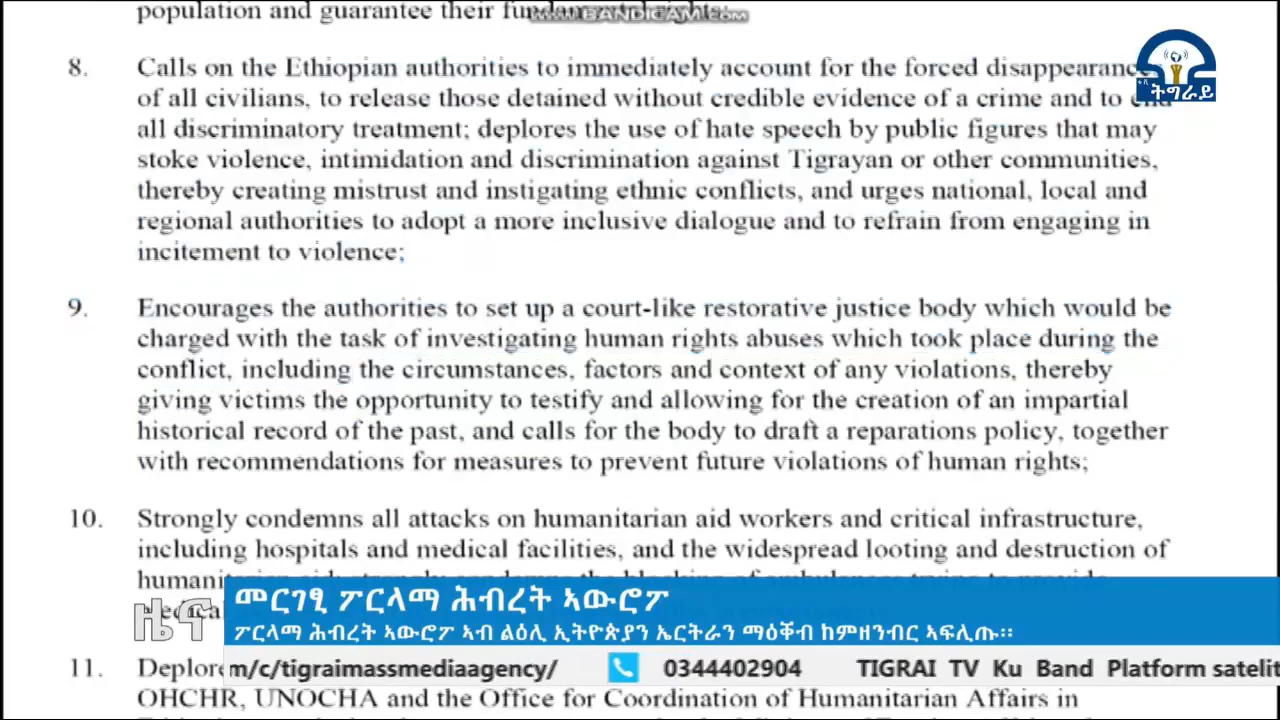 population and guarantee their fundamental rights;
www.BANDICAM.com
8. Calls on the Ethiopian authorities to immediately account for the forced disappearance
of all civilians, to release those detained without credible evidence of a crime and to end
all discriminatory treatment; deplores the use of hate speech by public figures that may
stoke violence, intimidation and discrimination against Tigrayan or other communities,
thereby creating mistrust and instigating ethnic conflicts, and urges national, local and
regional authorities to adopt a more inclusive dialogue and to refrain from engaging in
incitement to violence;
ትግራይ
9. Encourages the authorities to set up a court-like restorative justice body which would be
charged with the task of investigating human rights abuses which took place during the
conflict, including the circumstances, factors and context of any violations, thereby
giving victims the opportunity to testify and allowing for the creation of an impartial
historical record of the past, and calls for the body to draft a reparations policy, together
with recommendations for measures to prevent future violations of human rights;
10. Strongly condemns all attacks on humanitarian aid workers and critical infrastructure,
including hospitals and medical facilities, and the widespread looting and destruction of
ዜና
መርገፂ ፖርላማ ሕብረት ኣውሮፖ
ፖርላማ ሕብረት ኣውሮፖ ኣብ ልዕሊ ኢትዮጵያን ኤርትራን ማዕቐብ ከምዘንብር ኣፍሊጡ፡፡
11. Deplore
m/c/tigraimassmediaagency/ 0344402904 TIGRAI TV Ku Band Platform satelit
OHCHR, UNOCHA and the Office for Coordination of Humanitarian Affairs in